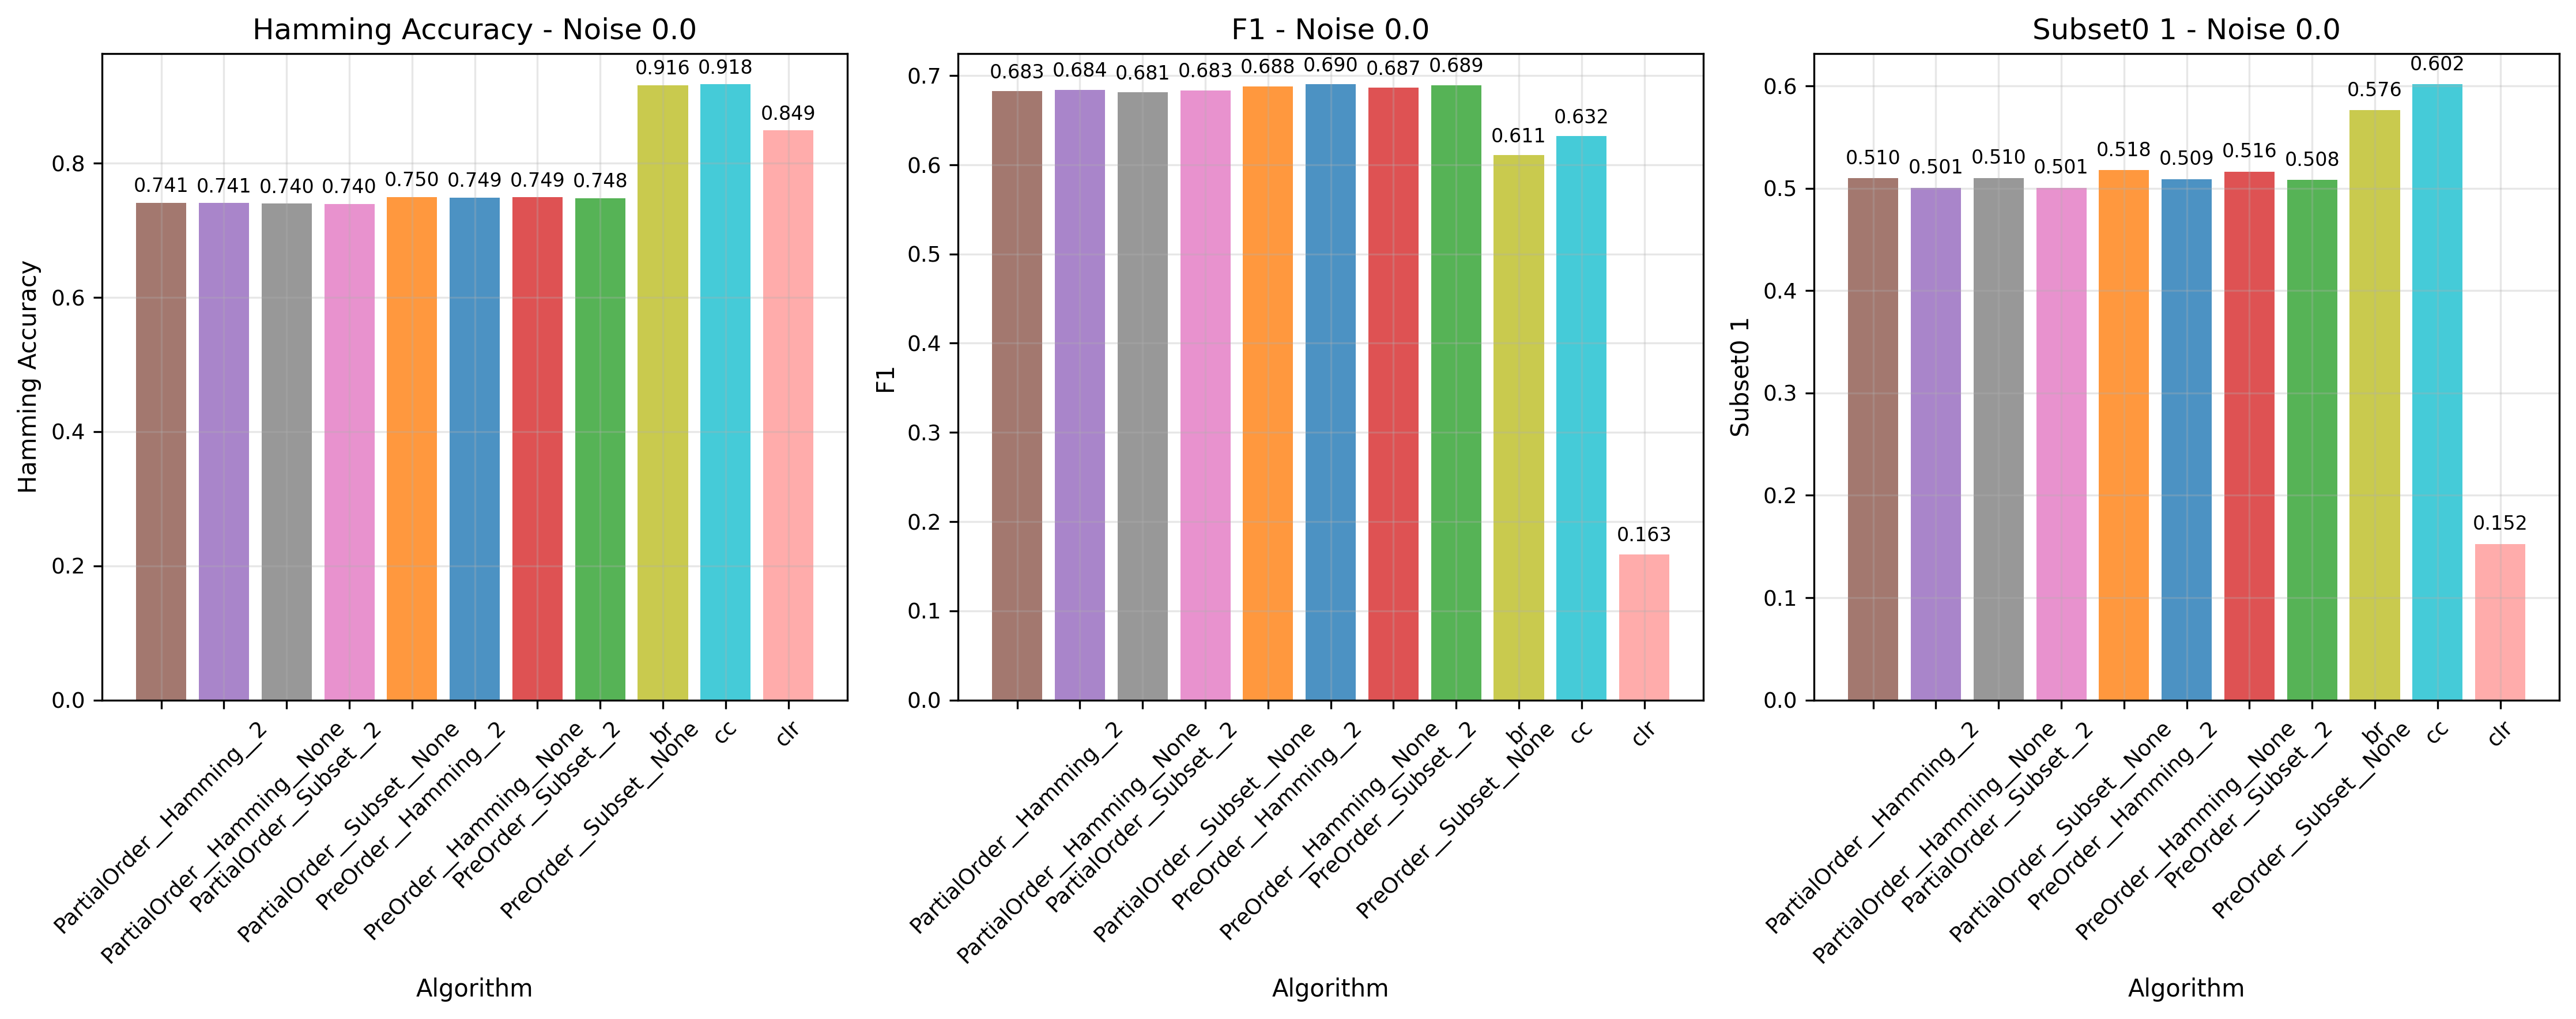 Hamming Accuracy - Noise 0.0
Hamming Accuracy
0.8
0.6
0.4
0.2
0.0
0.741
0.741
0.740
0.740
0.750
0.749
0.749
0.748
0.916
0.918
0.849
PartialOrder__Hamming__2
PartialOrder__Hamming__None
PartialOrder__Subset__2
PartialOrder__Subset__None
PreOrder__Hamming__2
PreOrder__Hamming__None
PreOrder__Subset__2
PreOrder__Subset__None
br
cc
clr
Algorithm
F1 - Noise 0.0
F1
0.7
0.6
0.5
0.4
0.3
0.2
0.1
0.0
0.683
0.684
0.681
0.683
0.688
0.690
0.687
0.689
0.611
0.632
0.163
PartialOrder__Hamming__2
PartialOrder__Hamming__None
PartialOrder__Subset__2
PartialOrder__Subset__None
PreOrder__Hamming__2
PreOrder__Hamming__None
PreOrder__Subset__2
PreOrder__Subset__None
br
cc
clr
Algorithm
Subset0 1 - Noise 0.0
Subset0 1
0.6
0.5
0.4
0.3
0.2
0.1
0.0
0.510
0.501
0.510
0.501
0.518
0.509
0.516
0.508
0.576
0.602
0.152
PartialOrder__Hamming__2
PartialOrder__Hamming__None
PartialOrder__Subset__2
PartialOrder__Subset__None
PreOrder__Hamming__2
PreOrder__Hamming__None
PreOrder__Subset__2
PreOrder__Subset__None
br
cc
clr
Algorithm